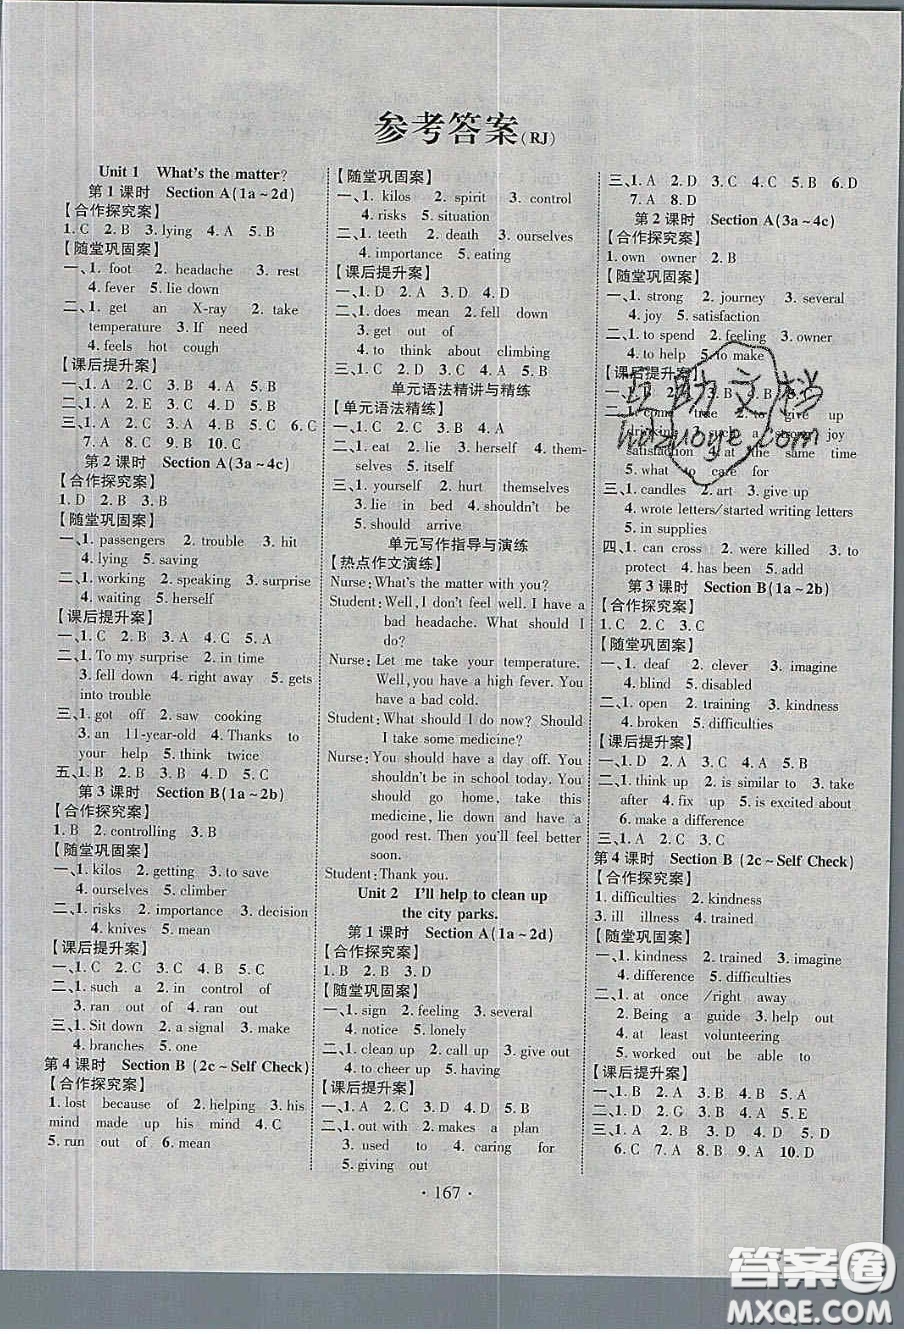 参考答案(RJ)
Unit 1 What's the matter?
第1课时 Section A(1a~2d)
【合作探究案】
1. C 2. B 3. lying 4. A 5. B
【随堂巩固案】
一、1. foot 2. headache 3. rest
4. fever 5. lie down
二、1. get an X-ray 2. take
temperature 3. If need
4. feels hot cough
【课后提升案】
一、1. A 2. C 3. A 4. C 5. B
二、1. A 2. E 3. B 4. C 5. D
三、1. C 2. A 3. A 4. B 5. C 6. C
7. A 8. C 9. B 10. C
第2课时 Section A(3a~4c)
【合作探究案】
1. D 2. B 3. B
【随堂巩固案】
一、1. passengers 2. trouble 3. hit
4. lying 5. saving
二、1. working 2. speaking 3. surprise
4. waiting 5. herself
【课后提升案】
一、1. C 2. B 3. A 4. A 5. B
二、1. To my surprise 2. in time
3. fell down 4. right away 5. gets
into trouble
三、1. got off 2. saw cooking
3. an 11-year-old 4. Thanks to
your help 5. think twice
五、1. B 2. B 3. A 4. D 5. C
第3课时 Section B(1a~2b)
【合作探究案】
1. B 2. controlling 3. B
【随堂巩固案】
一、1. kilos 2. getting 3. to save
4. ourselves 5. climber
二、1. risks 2. importance 3. decision
4. knives 5. mean
【课后提升案】
一、1. C 2. C 3. C 4. A 5. B
二、1. such a 2. in control of
3. ran out of 4. ran out
三、1. Sit down 2. a signal 3. make
4. branches 5. one
第4课时 Section B (2c~Self Check)
【合作探究案】
1. lost because of 2. helping 3. his
mind made up his mind 4. C
5. run out of 6. mean
【随堂巩固案】
一、1. kilos 2. spirit 3. control
4. risks 5. situation
二、1. teeth 2. death 3. ourselves
4. importance 5. eating
【课后提升案】
一、1. D 2. A 3. D 4. D
二、1. does mean 2. fell down
3. get out of
4. to think about climbing
三、1. C 2. A 3. C 4. B 5. A
单元语法精讲与精练
【单元语法精练】
一、1. C 2. A 3. B 4. C 5. A
二、1. eat 2. lie 3. herself 4. them-
selves 5. itself
三、1. yourself 2. hurt themselves
3. lie in bed 4. shouldn't be
5. should arrive
单元写作指导与演练
【热点作文演练】
Nurse: What's the matter with you?
Student: Well, I don't feel well. I have a
bad headache. What should I
do?
Nurse: Let me take your temperature.
Well, you have a high fever. You
have a bad cold.
Student: What should I do now? Should
I take some medicine?
Nurse: You should have a day off. You
shouldn't be in school today. You
should go home, take this
medicine, lie down and have a
good rest. Then you'll feel better
soon.
Student: Thank you.
Unit 2 I'll help to clean up
the city parks.
第1课时 Section A(1a~2d)
【合作探究案】
1. B 2. B 3. D 4. A
【随堂巩固案】
一、1. sign 2. feeling 3. seeing
4. notice 5. lonely
二、1. clean up 2. call up 3. give out
4. to cheer up 5. have to
【课后提升案】
一、1. A 2. D 3. C 4. C 5. B
二、1. out with 2. makes a plan
3. used to 4. caring for
5. giving out
三、1. A 2. D 3. A 4. C 5. B 6. D
7. A 8. D
第2课时 Section A(3a~4c)
【合作探究案】
1. own owner 2. B
【随堂巩固案】
一、1. strong 2. journey 3. several
4. joy 5. satisfaction
二、1. to spend 2. feeling 3. owner
4. to help 5. to make
【课后提升案】
come true 2. to give up
drinking 3. such a strong joy
satisfaction 4. at the same time
5. what to care for
三、1. candles 2. art 3. give up
4. wrote letters/started writing letters
5. in supplies
四、1. can cross 2. were killed 3. to
protect 4. has been 5. add
第3课时 Section B(1a~2b)
【合作探究案】
1. C 2. C 3. C
【随堂巩固案】
一、1. deaf 2. clever 3. imagine
4. blind 5. disabled
二、1. open 2. training 3. kindness
4. broken 5. difficulties
【课后提升案】
一、1. D 2. D 3. C 4. A 5. B
二、1. think up 2. is similar to 3. take
after 4. fix up 5. is excited about
6. make a difference
三、1. A 2. C 3. C
第4课时 Section B (2c~Self Check)
【合作探究案】
1. difficulties 2. kindness
3. ill illness 4. trained
【随堂巩固案】
一、1. kindness 2. trained 3. imagine
4. difference 5. difficulties
二、1. at once /right away
2. Being a guide 3. help out
4. at least volunteering
5. worked out be able to
【课后提升案】
一、1. B 2. A 3. C 4. D 5. B
二、1. D 2. G 3. B 4. A 5. E
三、1. A 2. B 3. D 4. D 5. D
6. C 7. A 8. B 9. A 10. D
· 167 ·
互助文档
hdzuoye.com
答案卷
MXQE.COM